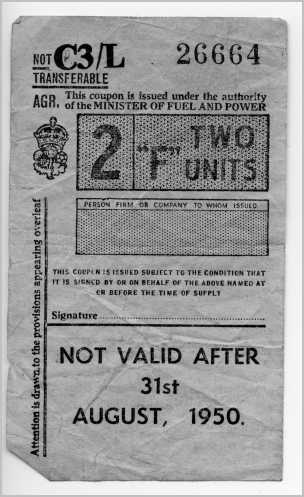 NOT C3/L 26664
TRANSFERABLE
AGR. This coupon is issued under the authority
of the MINISTER OF FUEL AND POWER
2 "F" TWO
UNITS
PERSON FIRM OR COMPANY TO WHOM ISSUED
THIS COUPON IS ISSUED SUBJECT TO THE CONDITION THAT
IT IS SIGNED BY OR ON BEHALF OF THE ABOVE NAMED AT
OR BEFORE THE TIME OF SUPPLY
Signature
NOT VALID AFTER
31st
AUGUST, 1950.
Attention is drawn to the provisions appearing overleaf